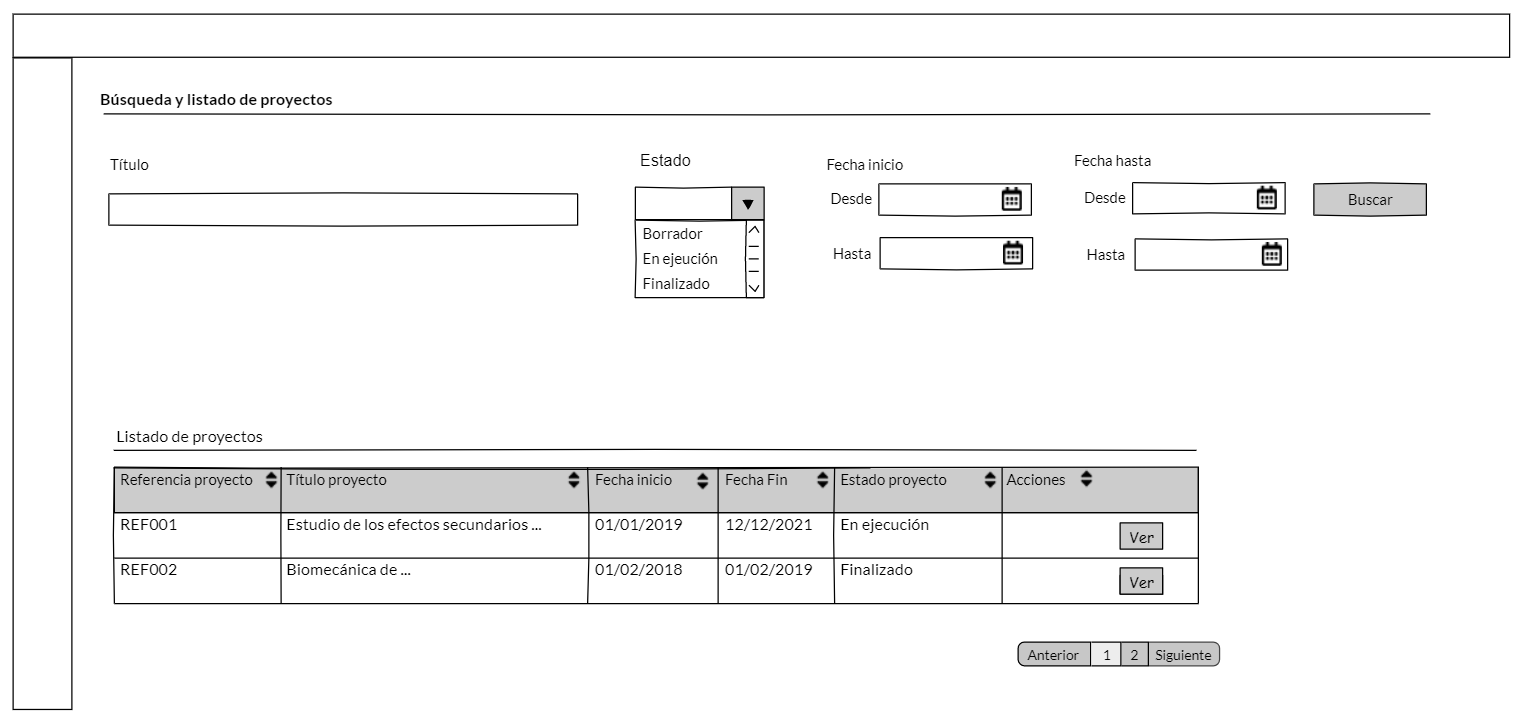 Búsqueda y listado de proyectos
Título
Estado
Fecha inicio
Fecha hasta
Desde
Desde
Buscar
Borrador
En ejeución
Finalizado
Hasta
Hasta
Listado de proyectos
Referencia proyecto Título proyecto Fecha inicio Fecha Fin Estado proyecto Acciones
REF001 Estudio de los efectos secundarios ... 01/01/2019 12/12/2021 En ejecución Ver
REF002 Biomecánica de ... 01/02/2018 01/02/2019 Finalizado Ver
Anterior 1 2 Siguiente